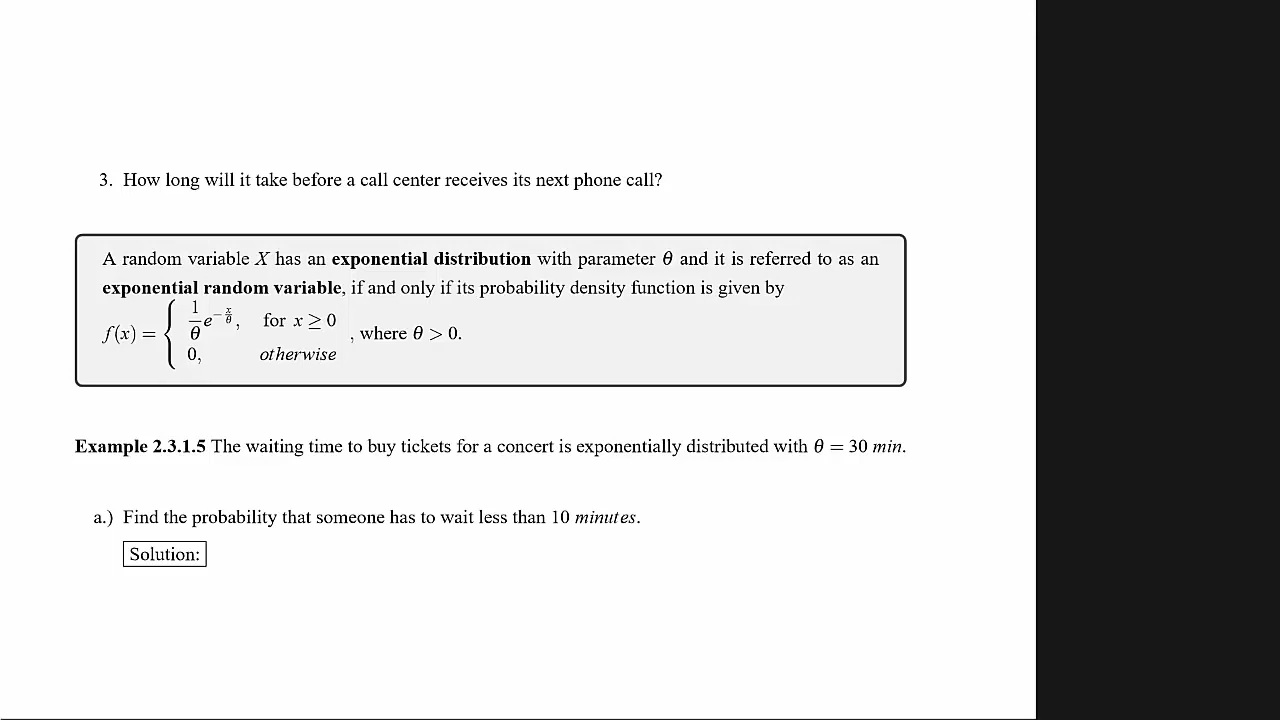 3. How long will it take before a call center receives its next phone call?
A random variable X has an exponential distribution with parameter θ and it is referred to as an
exponential random variable, if and only if its probability density function is given by
f(x) = { 1/θ e^(−x/θ), for x ≥ 0
0, otherwise , where θ > 0.
Example 2.3.1.5 The waiting time to buy tickets for a concert is exponentially distributed with θ = 30 min.
a.) Find the probability that someone has to wait less than 10 minutes.
Solution: